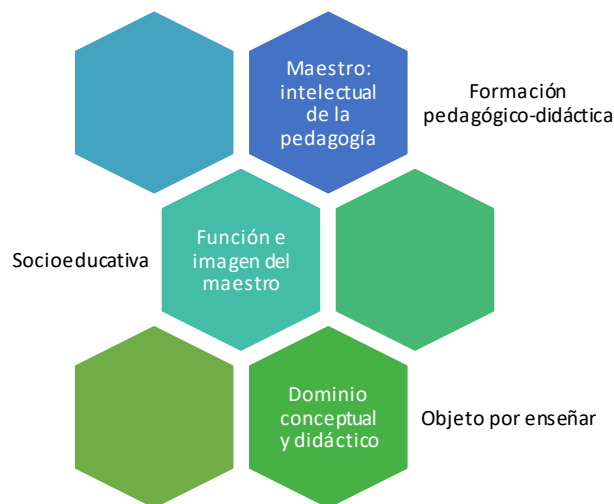 Maestro:
intelectual
de la
pedagogía
Formación
pedagógico-didáctica
Socioeducativa
Función e
imagen del
maestro
Dominio
conceptual
y didáctico
Objeto por enseñar